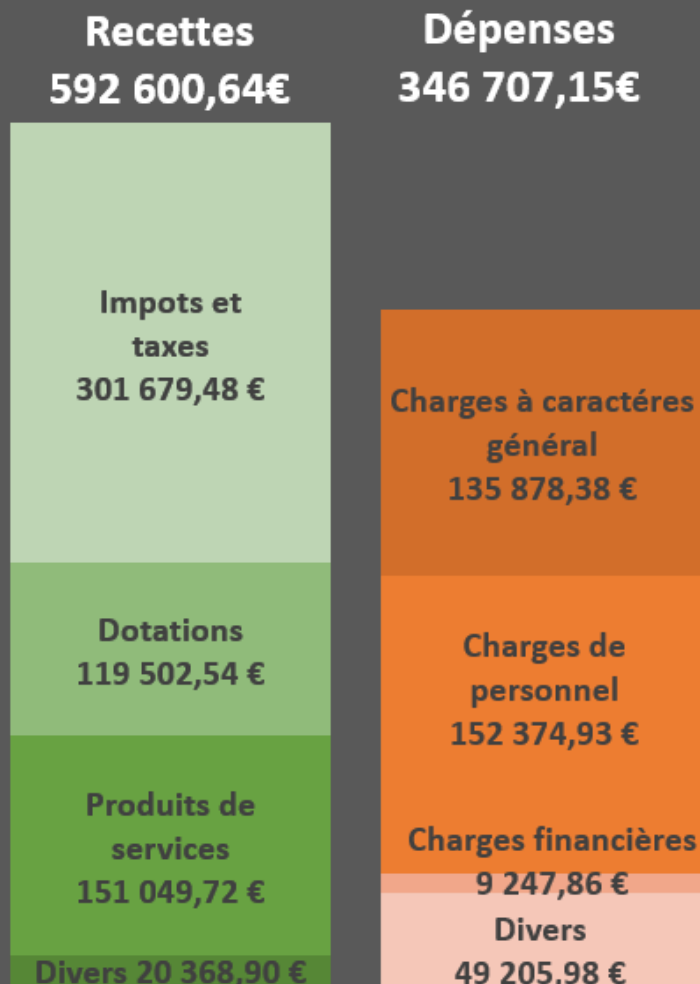 Recettes
592 600,64€
Impots et
taxes
301 679,48 €
Dotations
119 502,54 €
Produits de
services
151 049,72 €
Divers 20 368,90 €
Dépenses
346 707,15€
Charges à caractéres
général
135 878,38 €
Charges de
personnel
152 374,93 €
Charges financières
9 247,86 €
Divers
49 205,98 €